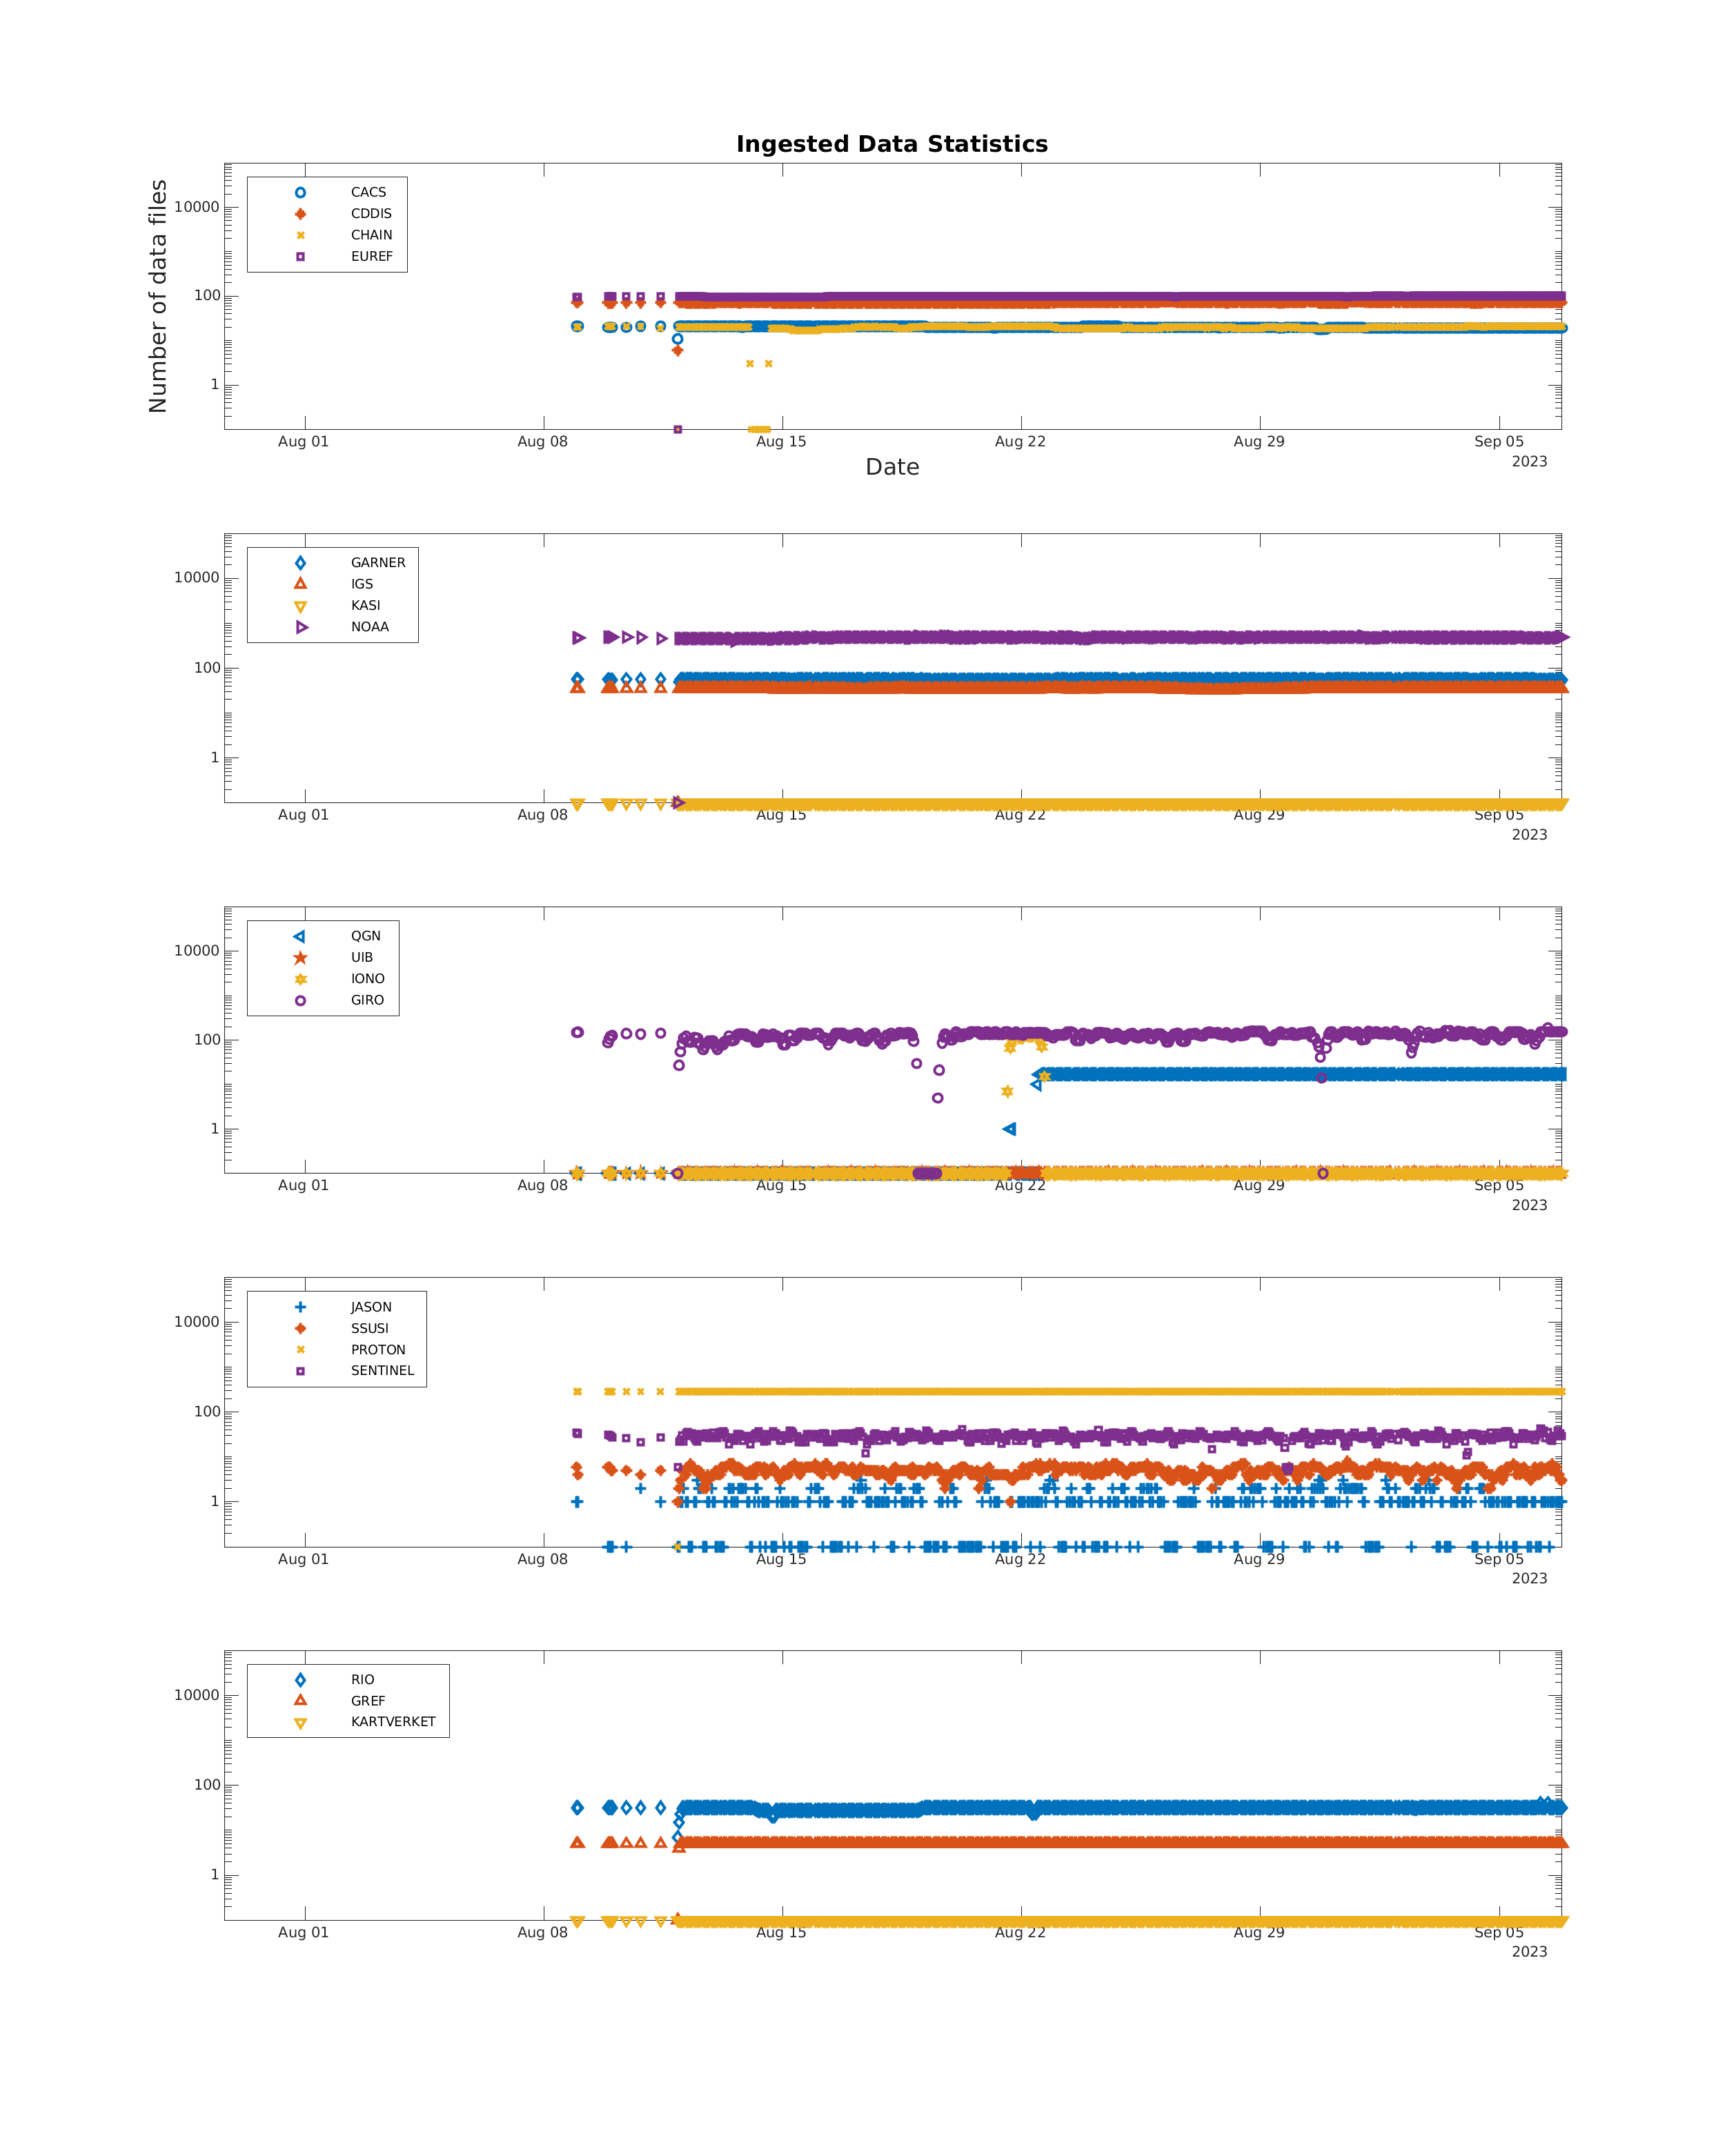 Ingested Data Statistics
Number of data files
CACS
CDDIS
CHAIN
EUREF
10000
100
1
Aug 01 Aug 08 Aug 15 Aug 22 Aug 29 Sep 05
2023
Date
GARNER
IGS
KASI
NOAA
10000
100
1
Aug 01 Aug 08 Aug 15 Aug 22 Aug 29 Sep 05
2023
QGN
UIB
IONO
GIRO
10000
100
1
Aug 01 Aug 08 Aug 15 Aug 22 Aug 29 Sep 05
2023
JASON
SSUSI
PROTON
SENTINEL
10000
100
1
Aug 01 Aug 08 Aug 15 Aug 22 Aug 29 Sep 05
2023
RIO
GREF
KARTVERKET
10000
100
1
Aug 01 Aug 08 Aug 15 Aug 22 Aug 29 Sep 05
2023